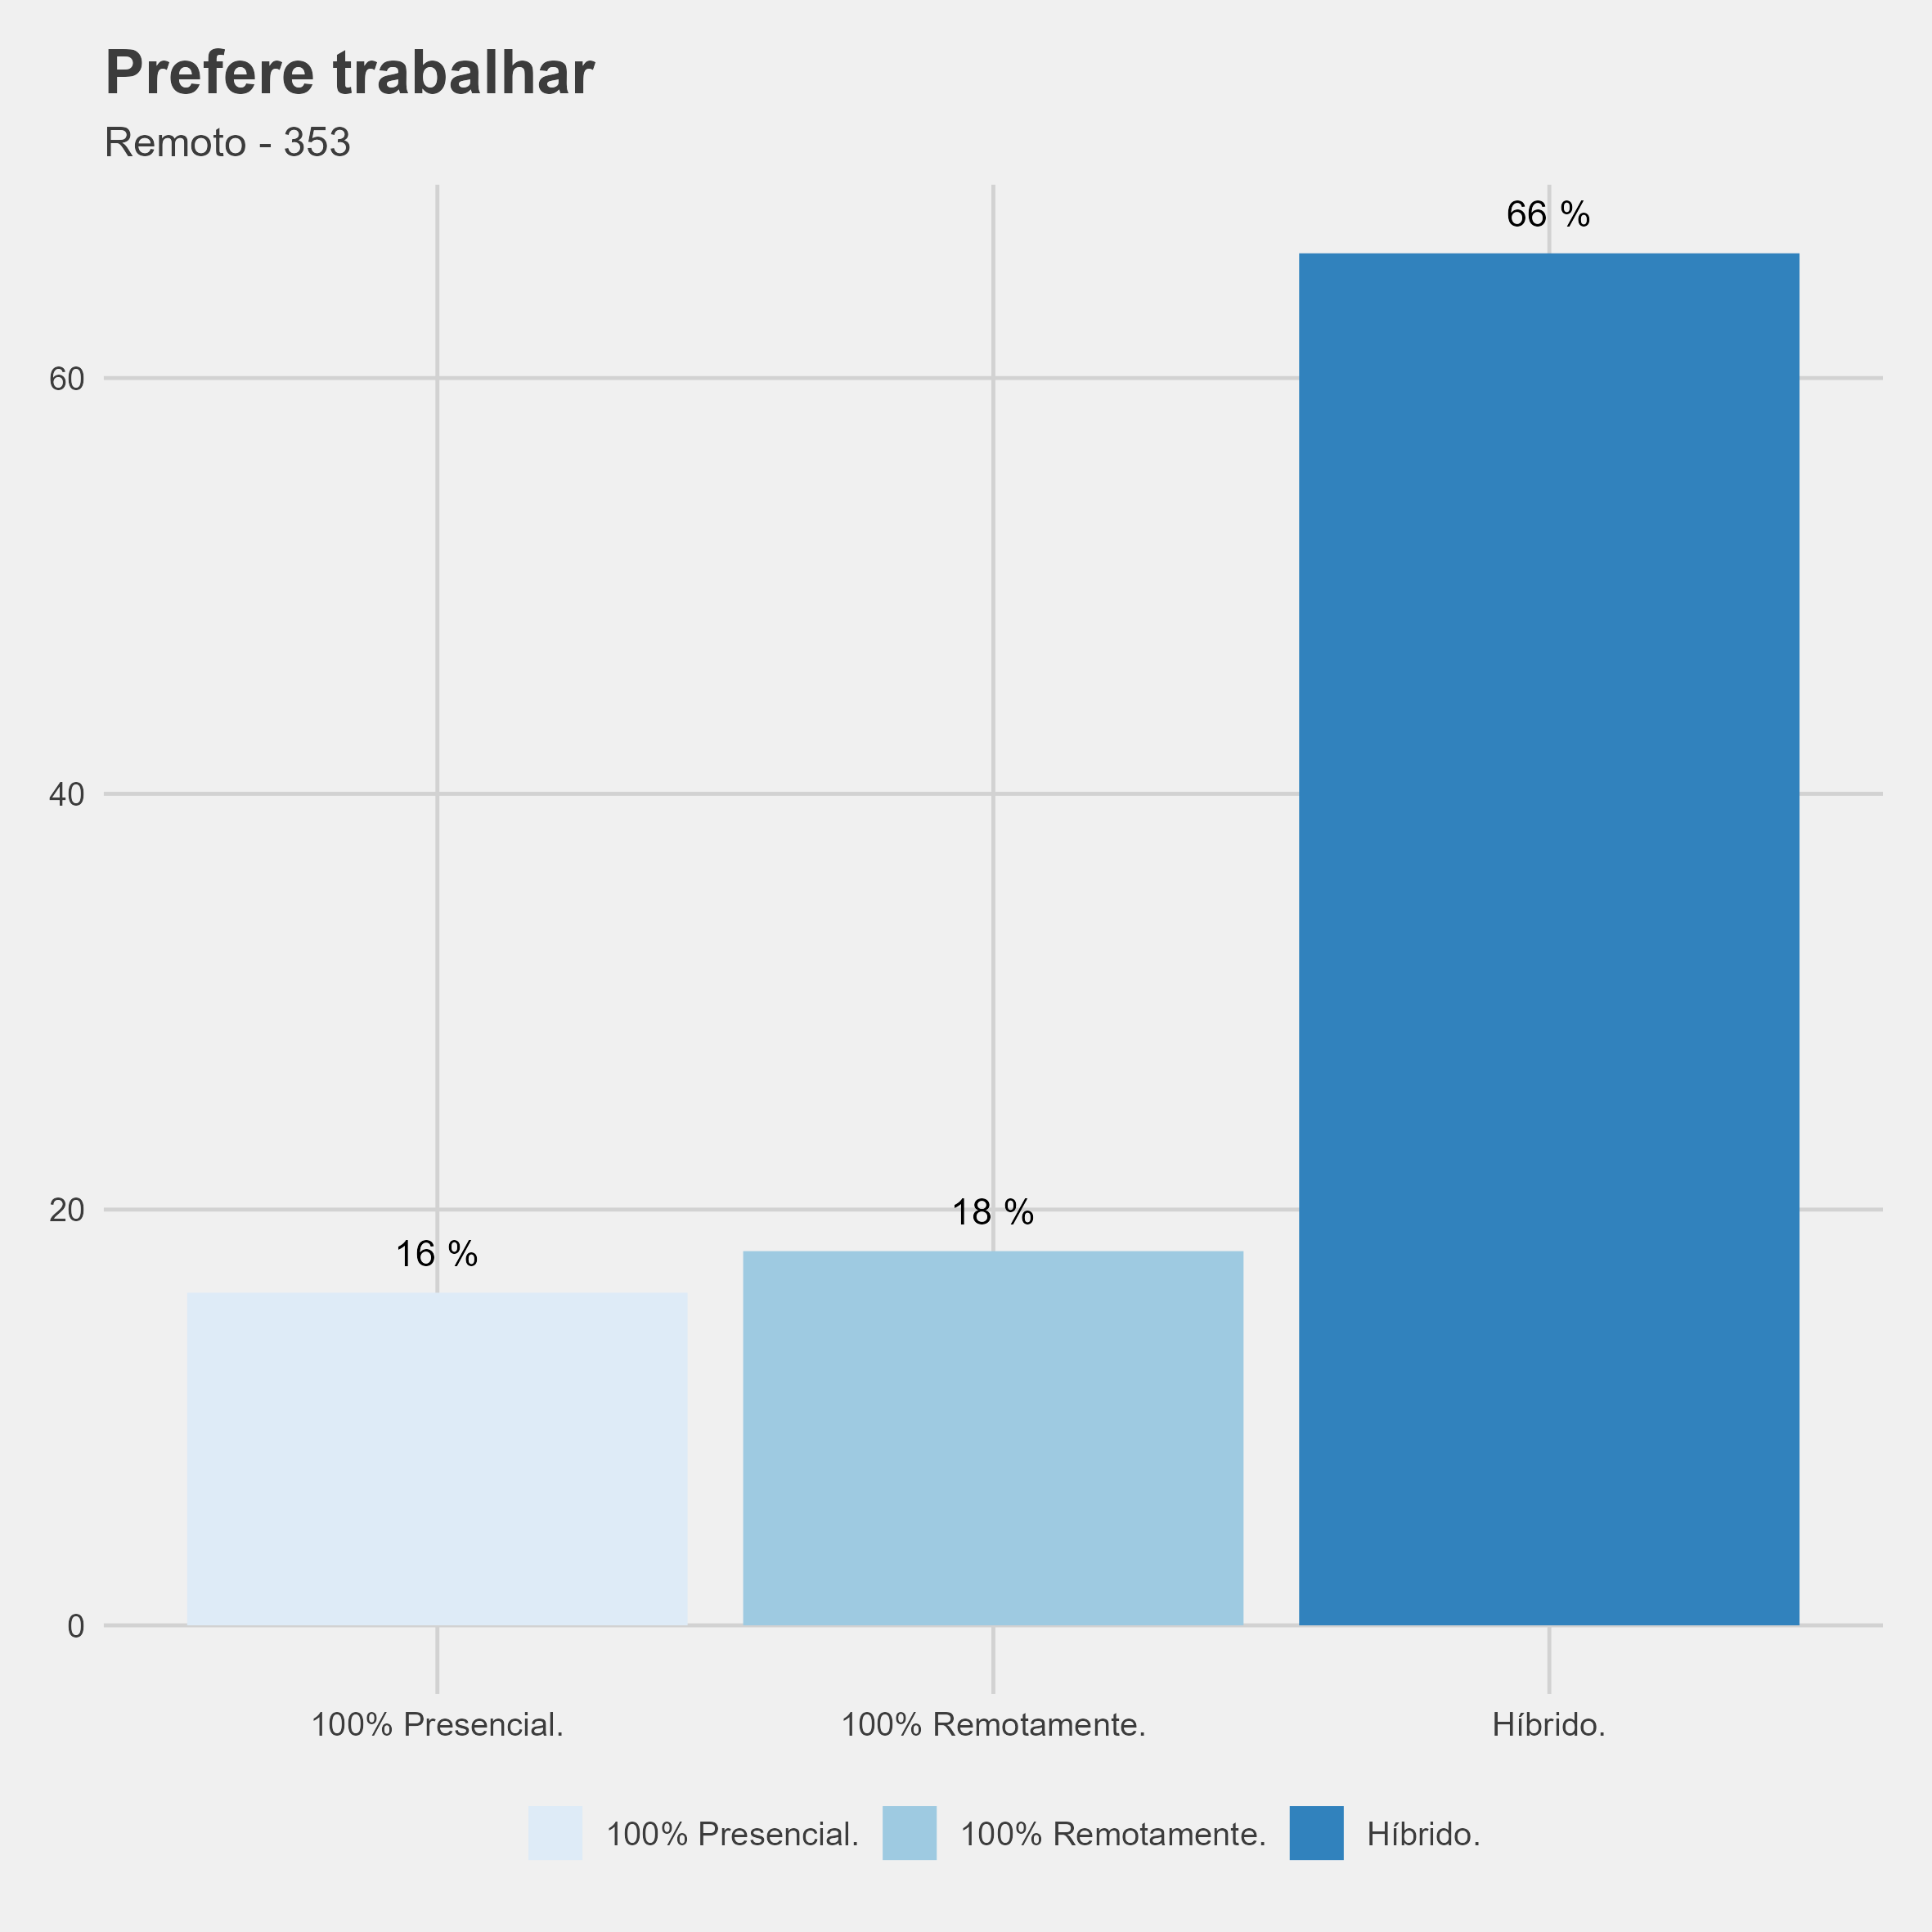 Prefere trabalhar
Remoto - 353
66 %
60
40
20
18 %
16 %
0
100% Presencial. 100% Remotamente. Híbrido.
100% Presencial. 100% Remotamente. Híbrido.